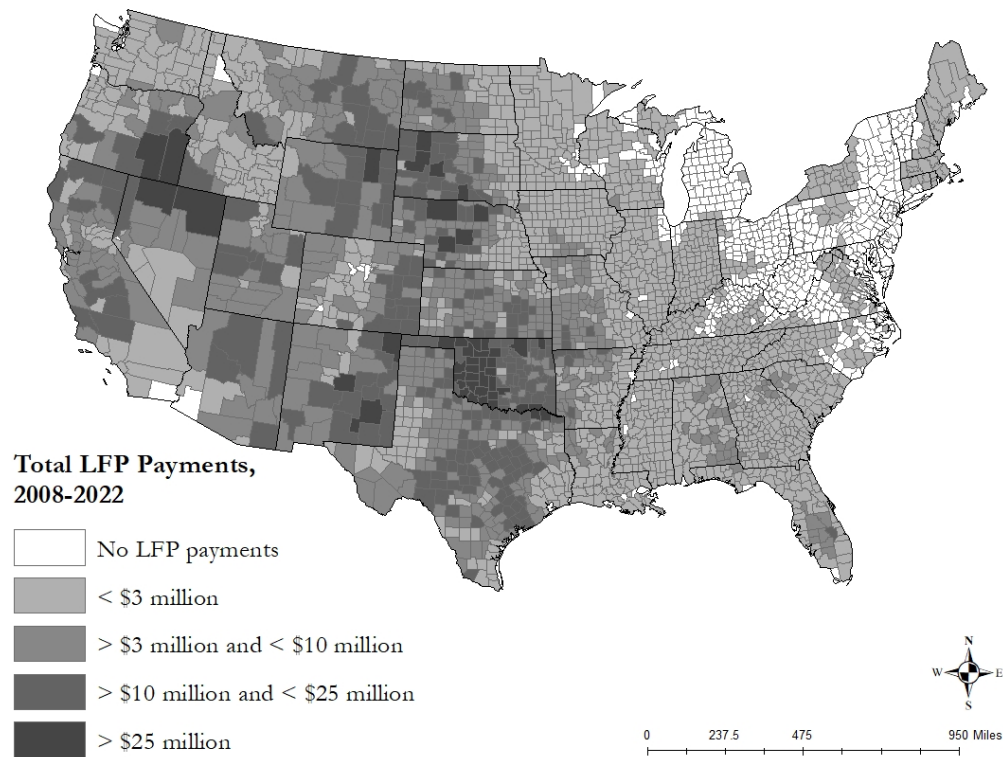 Total LFP Payments,
2008-2022
No LFP payments
< $3 million
> $3 million and < $10 million
> $10 million and < $25 million
> $25 million
N
W E
S
0 237.5 475 950 Miles